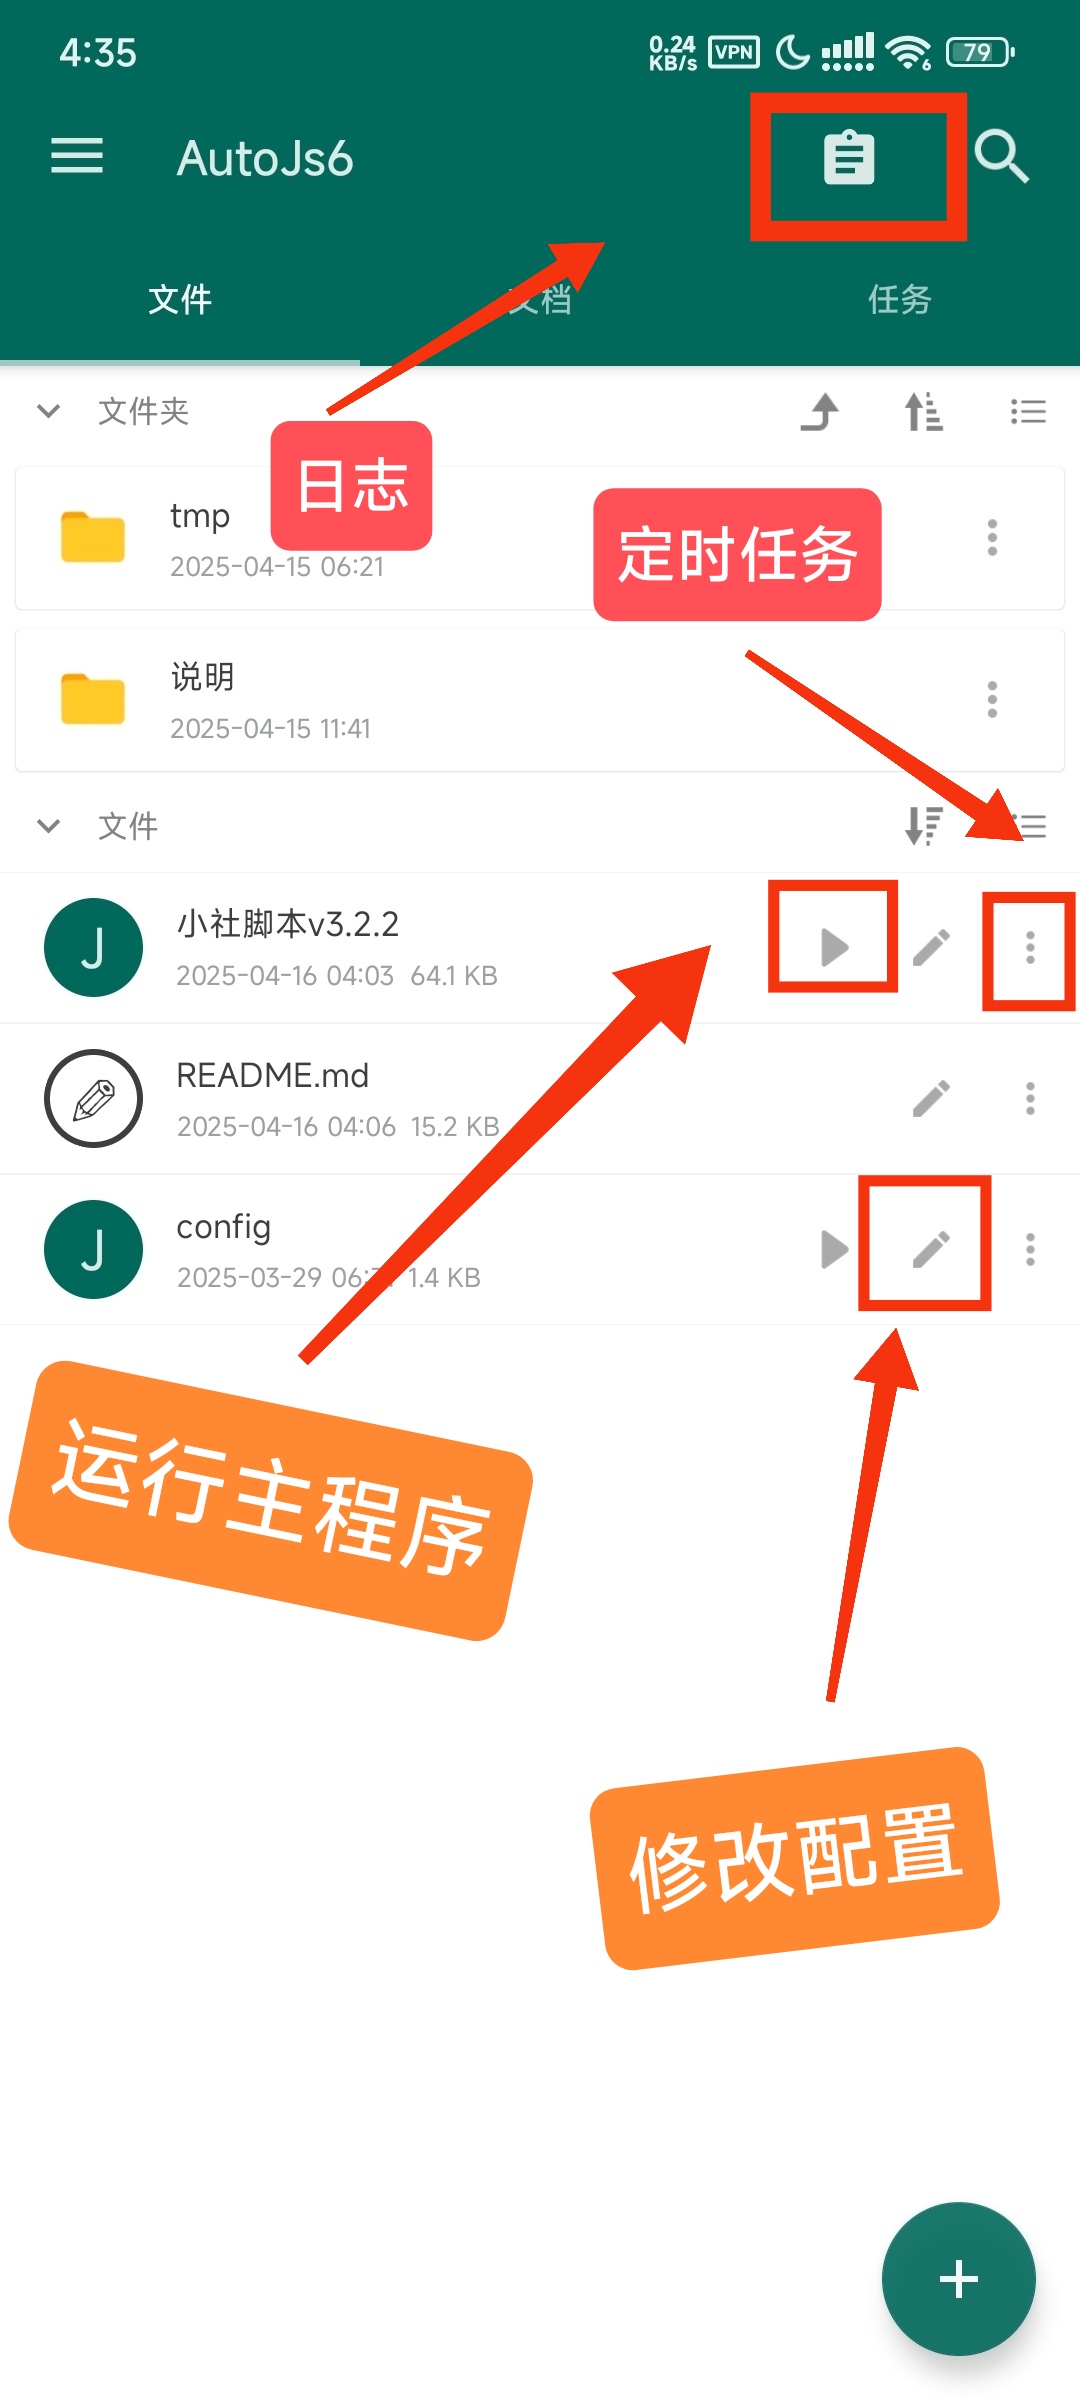 4:35
0.24 KB/s
VPN
6
79
AutoJs6
文件
文档
任务
文件夹
日志
tmp
2025-04-15 06:21
定时任务
说明
2025-04-15 11:41
文件
J
小社脚本v3.2.2
2025-04-16 04:03 64.1 KB
README.md
2025-04-16 04:06 15.2 KB
J
config
2025-03-29 06: 1.4 KB
运行主程序
修改配置